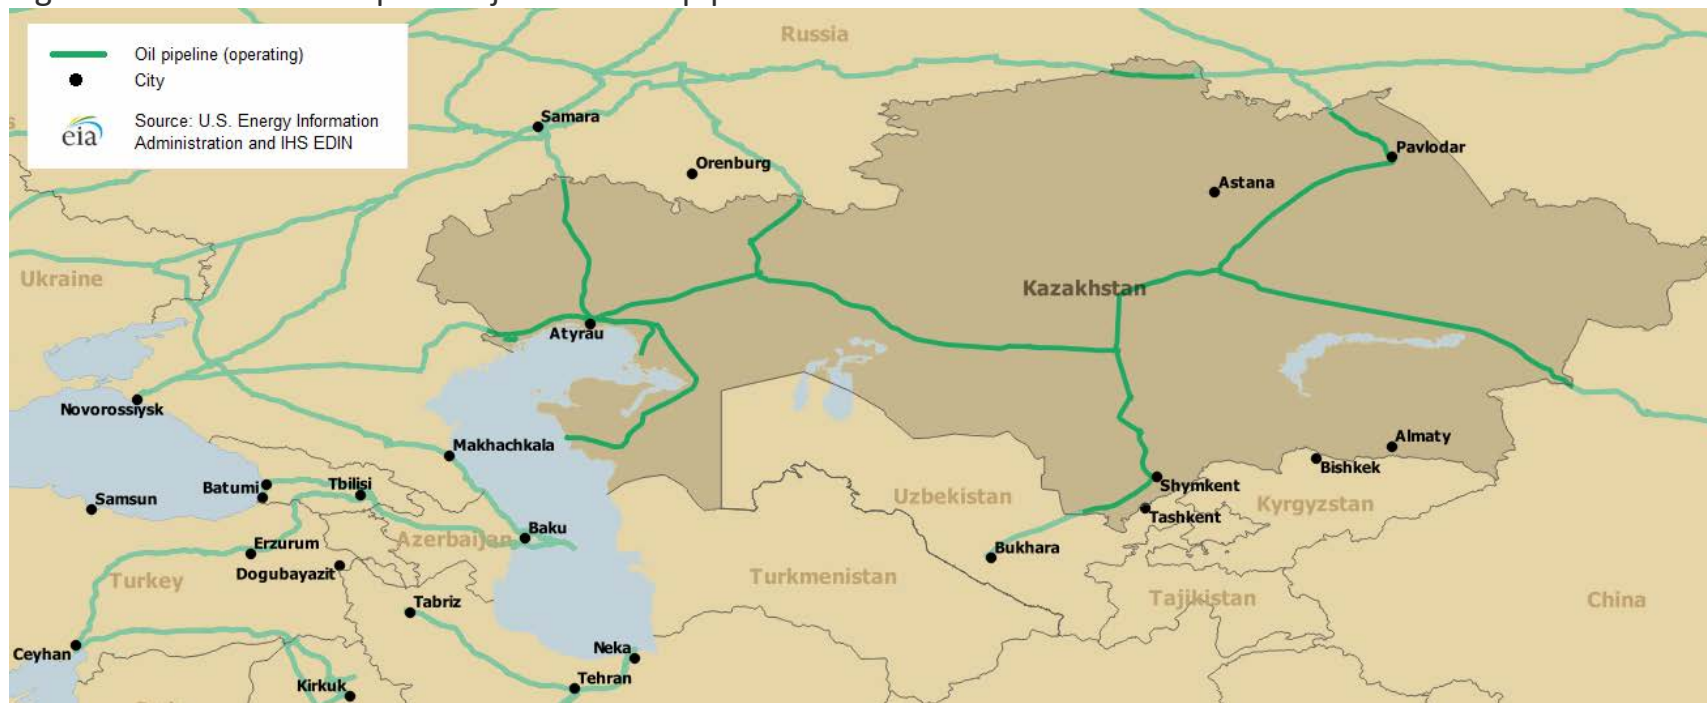 Oil pipeline (operating)
City
eia
Source: U.S. Energy Information
Administration and IHS EDIN
Russia
Samara
Orenburg
Pavlodar
Astana
Ukraine
Kazakhstan
Atyrau
Novorossiysk
Makhachkala
Almaty
Bishkek
Shymkent
Kyrgyzstan
Tashkent
Uzbekistan
Samsun
Batumi
Tbilisi
Baku
Azerbaijan
Erzurum
Dogubayazit
Turkey
Bukhara
Turkmenistan
Tajikistan
China
Tabriz
Ceyhan
Neka
Tehran
Kirkuk